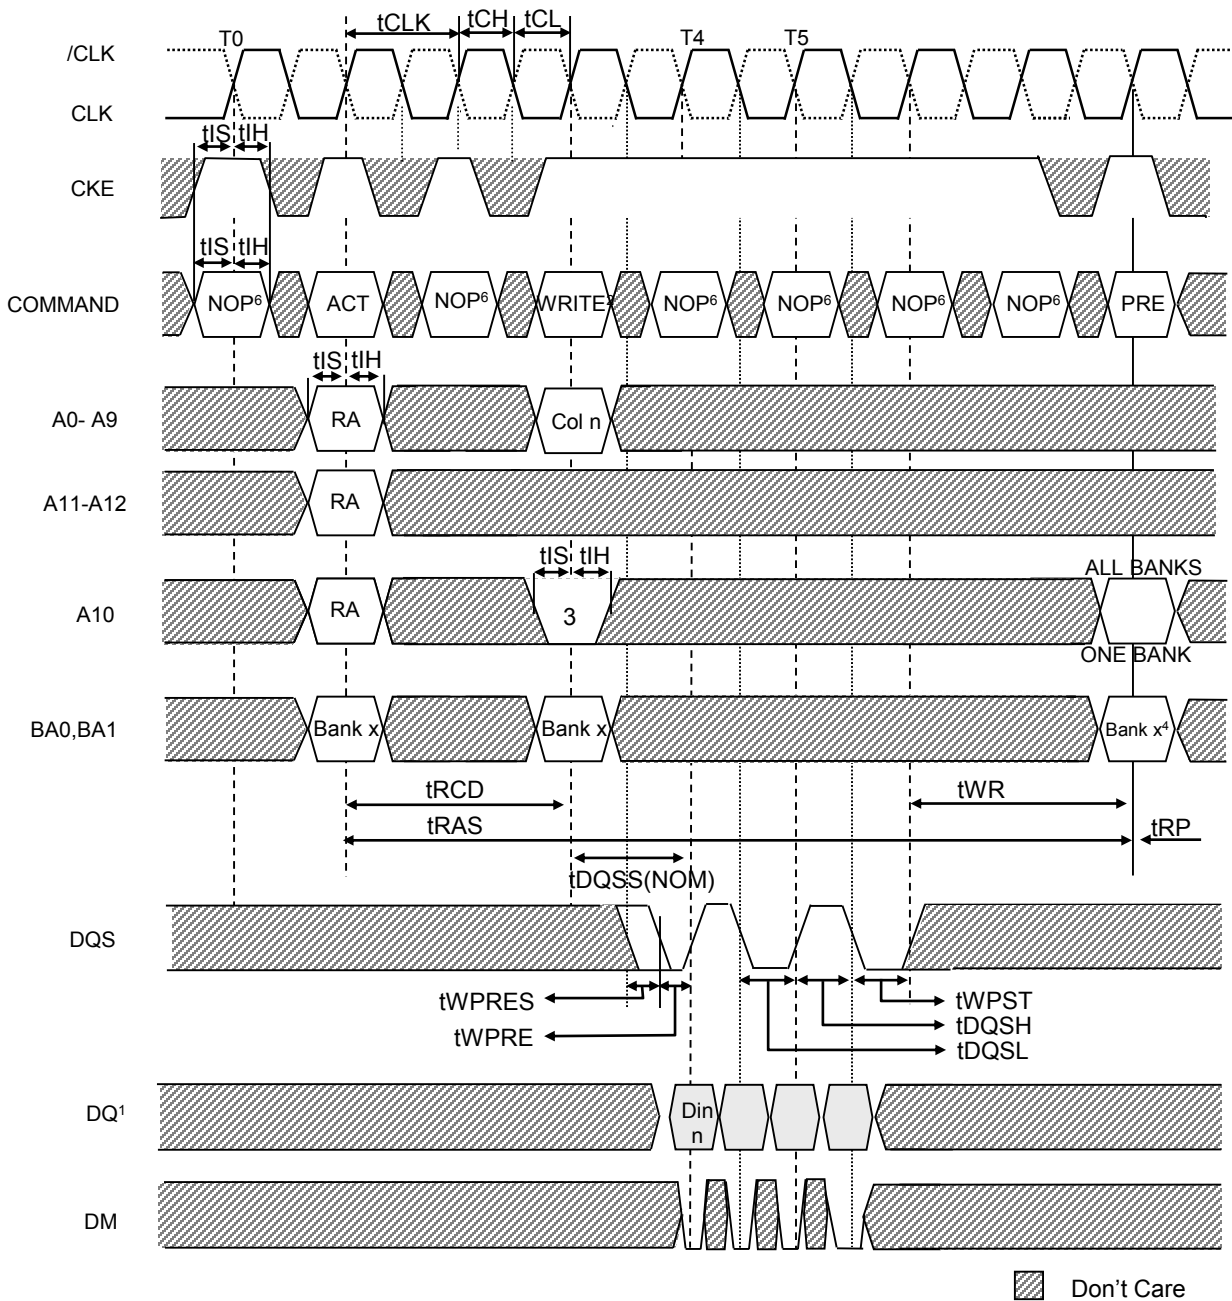 tCLK tCH tCL
T0 T4 T5
/CLK
CLK
tIS tIH
CKE
tIS tIH
COMMAND NOP⁶ ACT NOP⁶ WRITE² NOP⁶ NOP⁶ NOP⁶ NOP⁶ PRE
tIS tIH
A0- A9 RA Col n
A11-A12 RA
tIS tIH ALL BANKS
A10 RA 3
ONE BANK
BA0,BA1 Bank x Bank x Bank x⁴
tRCD tWR
tRAS tRP
tDQSS(NOM)
DQS
tWPRES tWPST
tDQSH
tWPRE
tDQSL
DQ¹ Din
n
DM
Don't Care